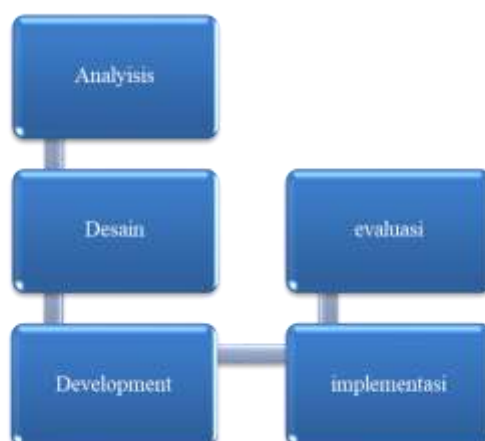 Analyisis
Desain
Development
implementasi
evaluasi